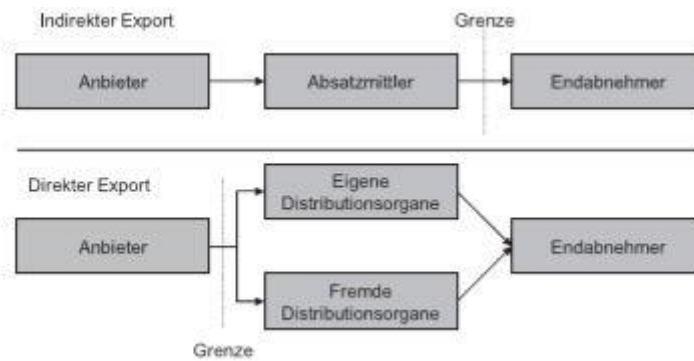 Indirekter Export
Grenze
Anbieter
Absatzmittler
Endabnehmer
Direkter Export
Anbieter
Eigene
Distributionsorgane
Endabnehmer
Fremde
Distributionsorgane
Grenze